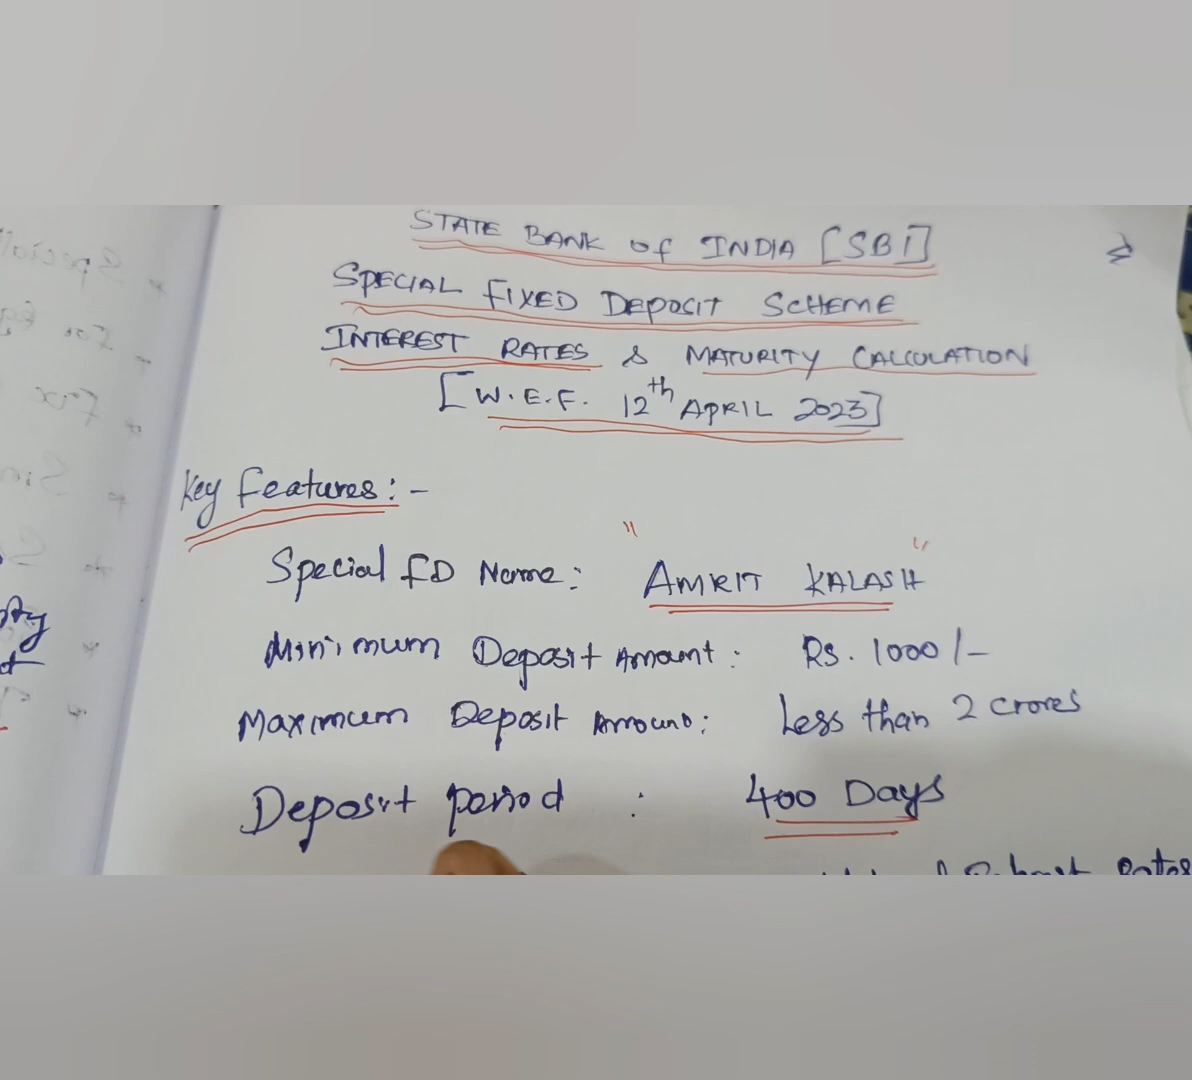 STATE BANK of INDIA [SBI]
SPECIAL FIXED DEPOSIT SCHEME
INTEREST RATES & MATURITY CALCULATION
[W.E.F. 12th APRIL 2023]
Key Features:-
Special FD Name: "AMRIT KALASH"
Minimum Deposit Amount: Rs. 1000/-
Maximum Deposit Amount: Less than 2 crores
Deposit period : 400 Days
Rates